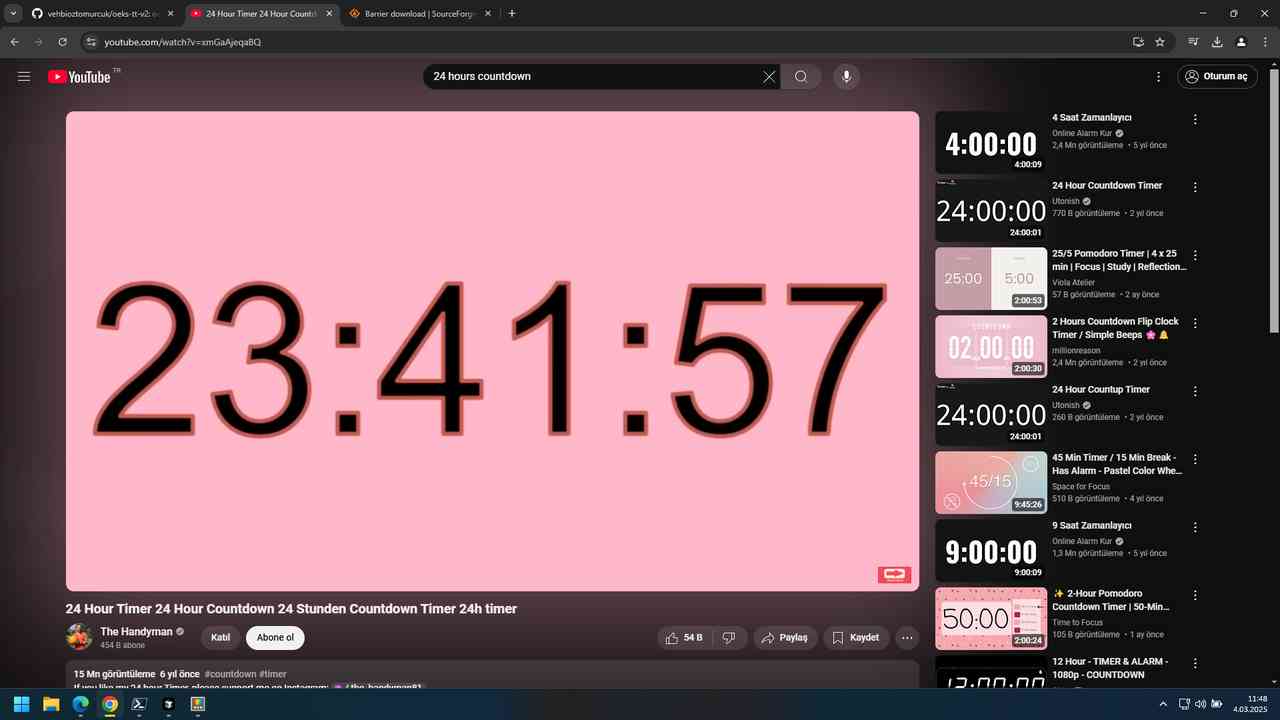 vehbioztomurcuk/oeks-tt-v2:
24 Hour Timer 24 Hour Countd
Barrier download | SourceForg
youtube.com/watch?v=xmGaAjeqaBQ
YouTube TR
24 hours countdown
Oturum aç
23:41:57
24 Hour Timer 24 Hour Countdown 24 Stunden Countdown Timer 24h timer
The Handyman
454 B abone
Katıl
Abone ol
54 B
Paylaş
Kaydet
15 Mn görüntüleme 6 yıl önce #countdown #timer
If you like my 24 hour Timer, please support me on Instagram: / the_handyman81
4:00:00
4:00:09
4 Saat Zamanlayıcı
Online Alarm Kur
2,4 Mn görüntüleme • 5 yıl önce
24:00:00
24:00:01
24 Hour Countdown Timer
Utonish
770 B görüntüleme • 2 yıl önce
25:00 5:00
2:00:53
25/5 Pomodoro Timer | 4 x 25
min | Focus | Study | Reflection...
Viola Atelier
57 B görüntüleme • 2 ay önce
COUNTDOWN
02:00:00
2:00:30
2 Hours Countdown Flip Clock
Timer / Simple Beeps 🌸 🔔
millionreason
2,4 Mn görüntüleme • 2 yıl önce
24:00:00
24:00:01
24 Hour Countup Timer
Utonish
260 B görüntüleme • 2 yıl önce
45/15
9:45:26
45 Min Timer / 15 Min Break -
Has Alarm - Pastel Color Whe...
Space for Focus
510 B görüntüleme • 4 yıl önce
9:00:00
9:00:09
9 Saat Zamanlayıcı
Online Alarm Kur
1,3 Mn görüntüleme • 5 yıl önce
50:00
2:00:24
✨ 2-Hour Pomodoro
Countdown Timer | 50-Min...
Time to Focus
105 B görüntüleme • 1 ay önce
12:00:00
12 Hour - TIMER & ALARM -
1080p - COUNTDOWN
11:48
4.03.2025